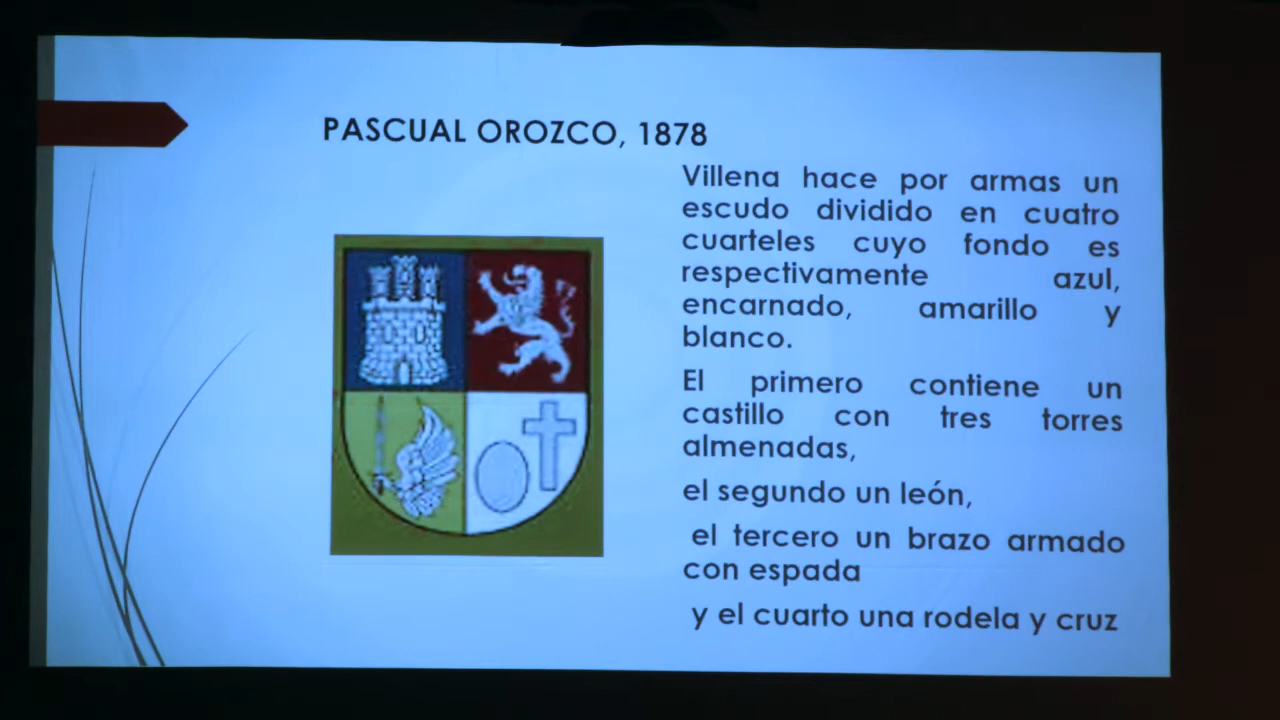 PASCUAL OROZCO, 1878
Villena hace por armas un
escudo dividido en cuatro
cuarteles cuyo fondo es
respectivamente azul,
encarnado, amarillo y
blanco.
El primero contiene un
castillo con tres torres
almenadas,
el segundo un león,
el tercero un brazo armado
con espada
y el cuarto una rodela y cruz